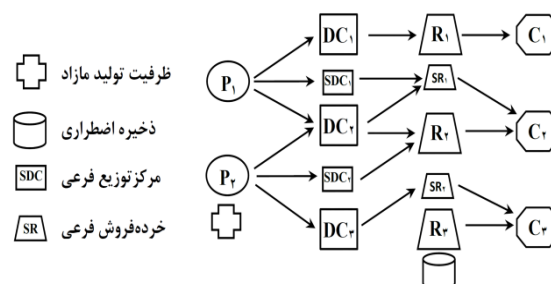 DC۱ R۱ C۱
ظرفیت تولید مازاد
P۱ SDC۱ SR۱
ذخیره اضطراری
DC۲ R۲ C۲
SDC مرکزتوزیع فرعی
P۲ SDC۲
SR۲
SR خرده‌فروش فرعی
DC۳ R۳ C۳